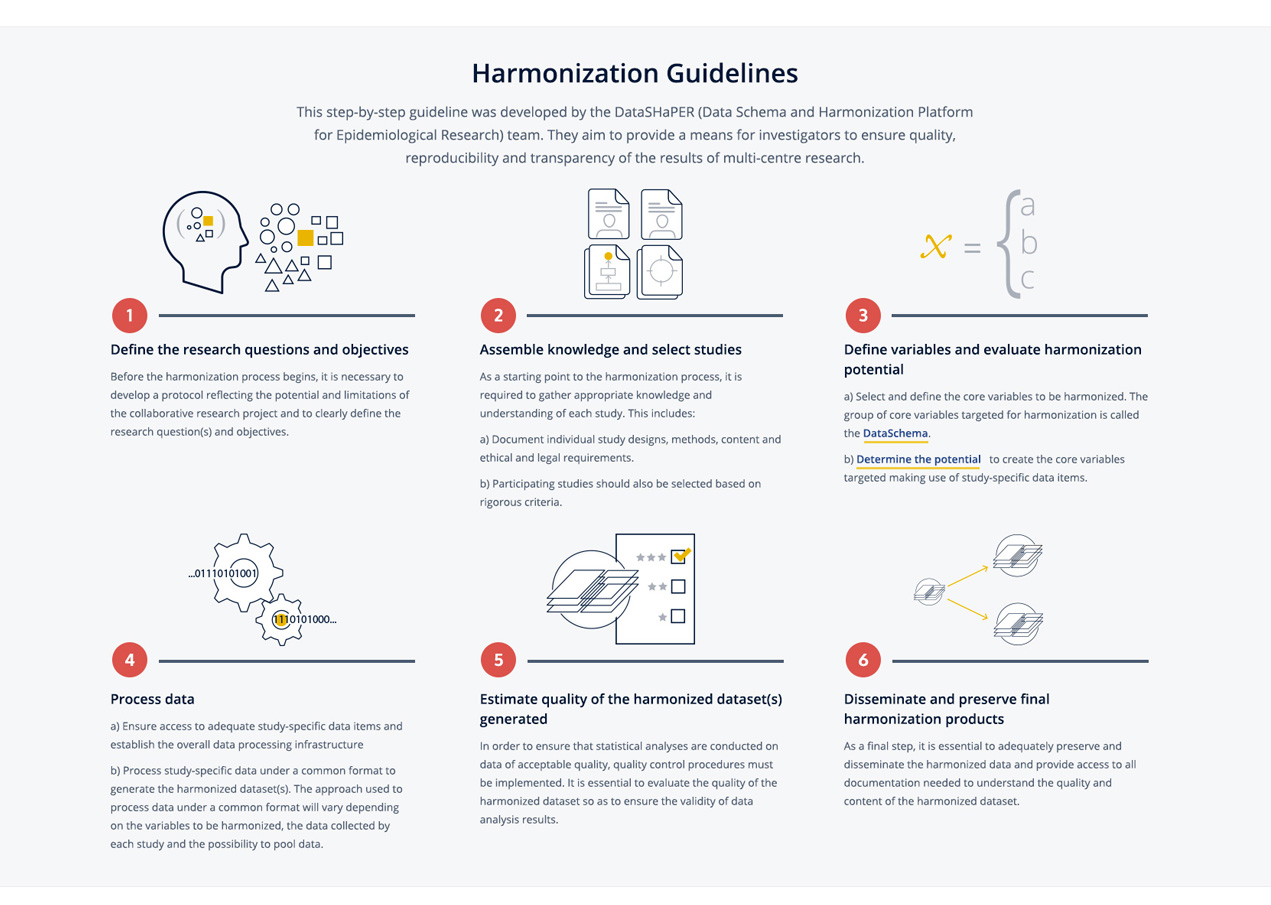 Harmonization Guidelines
This step-by-step guideline was developed by the DataSHaPER (Data Schema and Harmonization Platform
for Epidemiological Research) team. They aim to provide a means for investigators to ensure quality,
reproducibility and transparency of the results of multi-centre research.
x = { a
b
c
1
Define the research questions and objectives
Before the harmonization process begins, it is necessary to
develop a protocol reflecting the potential and limitations of
the collaborative research project and to clearly define the
research question(s) and objectives.
2
Assemble knowledge and select studies
As a starting point to the harmonization process, it is
required to gather appropriate knowledge and
understanding of each study. This includes:
a) Document individual study designs, methods, content and
ethical and legal requirements.
b) Participating studies should also be selected based on
rigorous criteria.
3
Define variables and evaluate harmonization
potential
a) Select and define the core variables to be harmonized. The
group of core variables targeted for harmonization is called
the DataSchema.
b) Determine the potential to create the core variables
targeted making use of study-specific data items.
...01110101001
1110101000...
4
Process data
a) Ensure access to adequate study-specific data items and
establish the overall data processing infrastructure
b) Process study-specific data under a common format to
generate the harmonized dataset(s). The approach used to
process data under a common format will vary depending
on the variables to be harmonized, the data collected by
each study and the possibility to pool data.
5
Estimate quality of the harmonized dataset(s)
generated
In order to ensure that statistical analyses are conducted on
data of acceptable quality, quality control procedures must
be implemented. It is essential to evaluate the quality of the
harmonized dataset so as to ensure the validity of data
analysis results.
6
Disseminate and preserve final
harmonization products
As a final step, it is essential to adequately preserve and
disseminate the harmonized data and provide access to all
documentation needed to understand the quality and
content of the harmonized dataset.